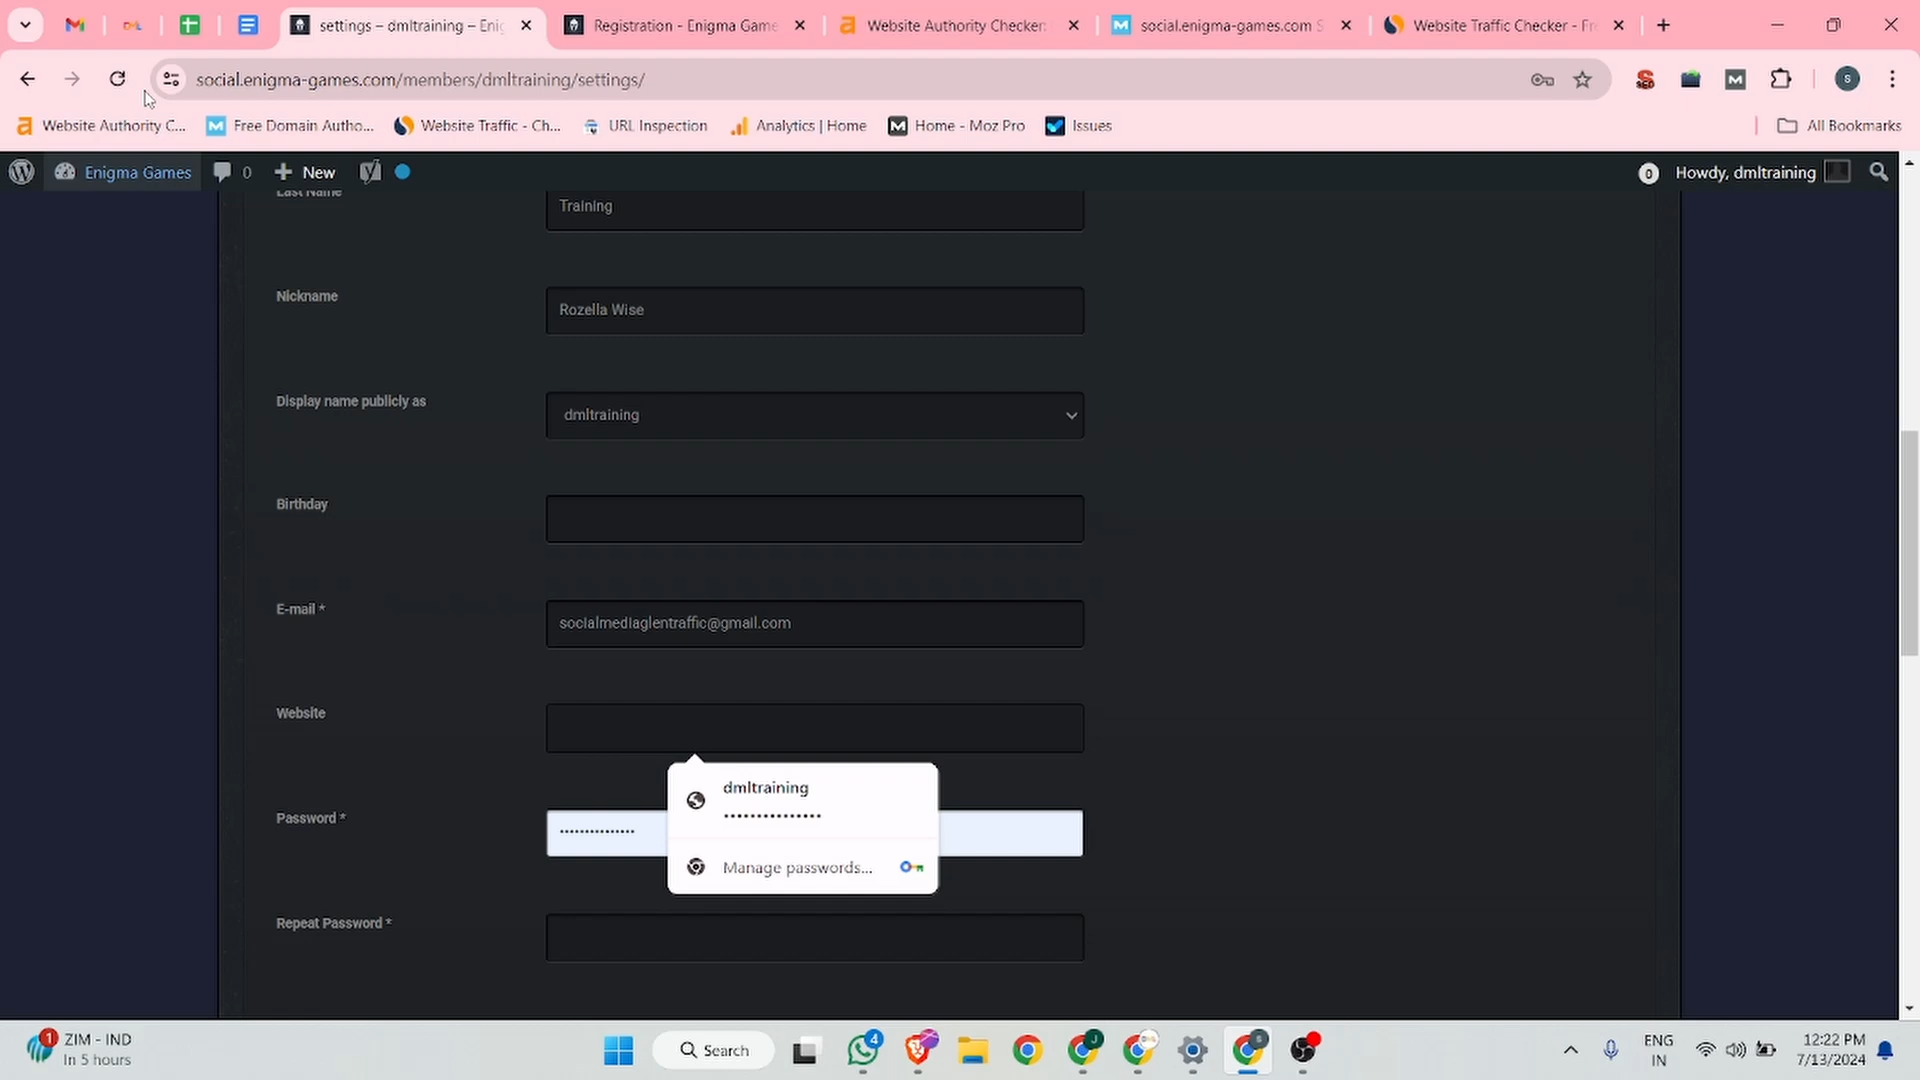 settings – dmltraining – Enig
Registration - Enigma Game
Website Authority Checker:
social.enigma-games.com S
Website Traffic Checker - Fr
social.enigma-games.com/members/dmltraining/settings/
Website Authority C...
Free Domain Autho...
Website Traffic - Ch...
URL Inspection
Analytics | Home
Home - Moz Pro
Issues
All Bookmarks
Enigma Games
0
New
0
Howdy, dmltraining
Last Name
Training
Nickname
Rozella Wise
Display name publicly as
dmltraining
Birthday
E-mail *
socialmediaglentraffic@gmail.com
Website
dmltraining
Password *
Manage passwords...
Repeat Password *
1
ZIM - IND
In 5 hours
Search
4
J
S
ENG
IN
12:22 PM
7/13/2024